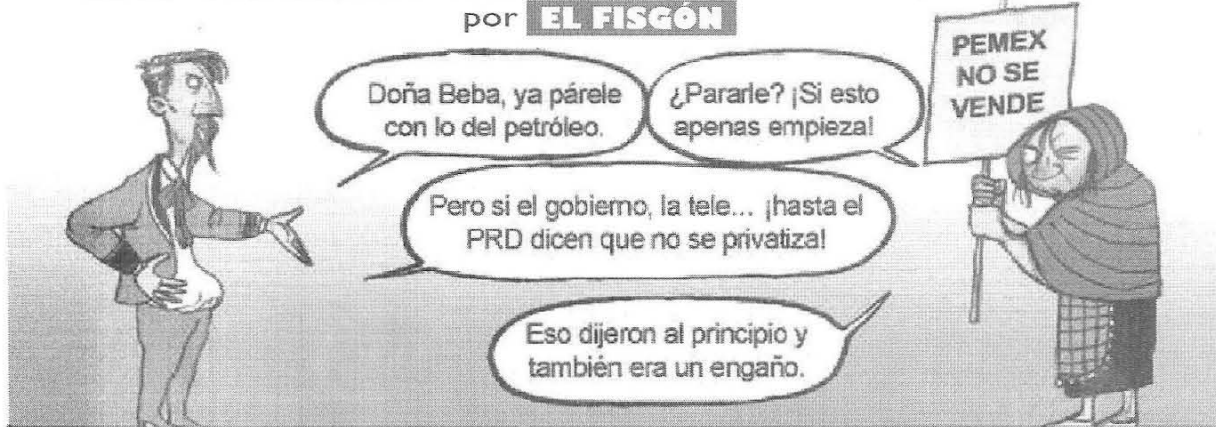 por EL FISGÓN
PEMEX
NO SE
VENDE
Doña Beba, ya párele
con lo del petróleo.
¿Pararle? ¡Si esto
apenas empieza!
Pero si el gobierno, la tele... ¡hasta el
PRD dicen que no se privatiza!
Eso dijeron al principio y
también era un engaño.